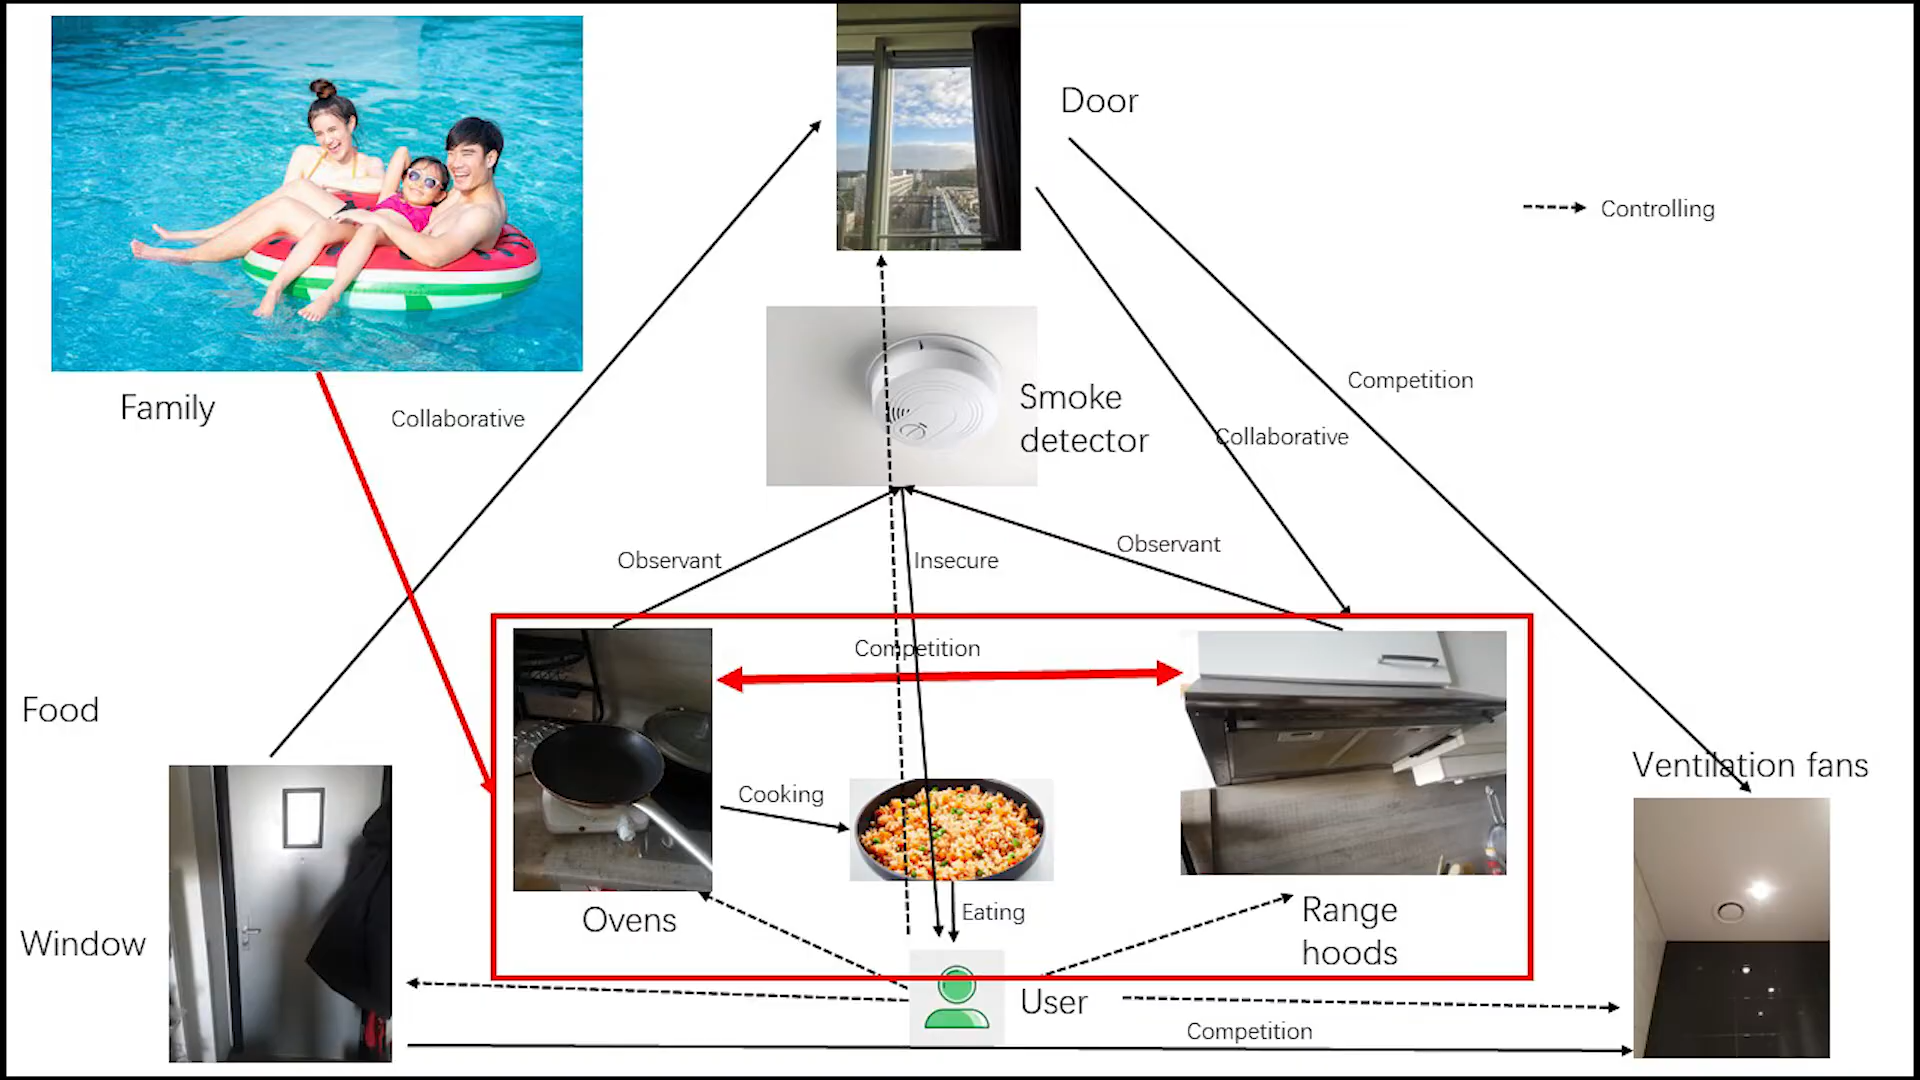 Door
Controlling
Family
Collaborative
Competition
Smoke
detector
Collaborative
Observant
Insecure
Observant
Competition
Food
Cooking
Ventilation fans
Ovens
Eating
Range
hoods
Window
User
Competition